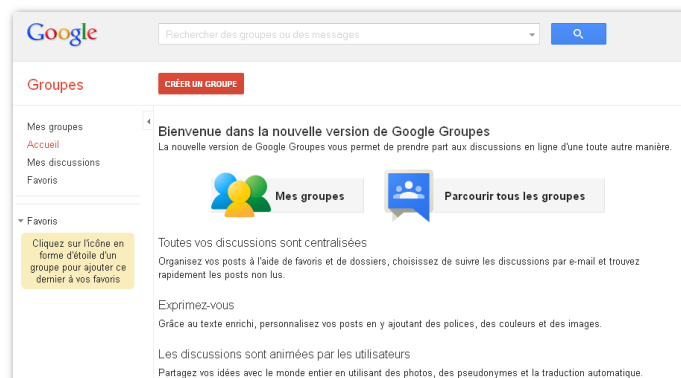 Google
Rechercher des groupes ou des messages
Groupes
CRÉER UN GROUPE
Mes groupes
Accueil
Mes discussions
Favoris
Favoris
Cliquez sur l'icône en
forme d'étoile d'un
groupe pour ajouter ce
dernier à vos favoris
Bienvenue dans la nouvelle version de Google Groupes
La nouvelle version de Google Groupes vous permet de prendre part aux discussions en ligne d'une toute autre manière.
Mes groupes
Parcourir tous les groupes
Toutes vos discussions sont centralisées
Organisez vos posts à l'aide de favoris et de dossiers, choisissez de suivre les discussions par e-mail et trouvez
rapidement les posts non lus.
Exprimez-vous
Grâce au texte enrichi, personnalisez vos posts en y ajoutant des polices, des couleurs et des images.
Les discussions sont animées par les utilisateurs
Partagez vos idées avec le monde entier en utilisant des photos, des pseudonymes et la traduction automatique.